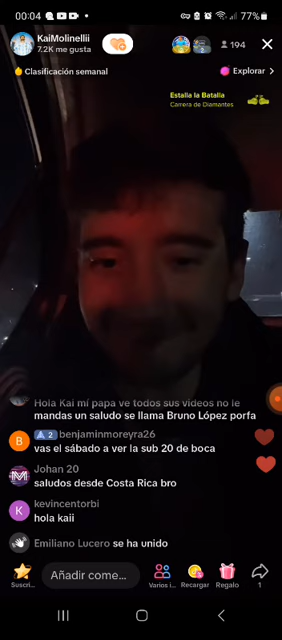 00:04
77%
KaiMolinellii
7.2K me gusta
194
Clasificación semanal
Explorar
Estalla la Batalla
Carrera de Diamantes
Hola Kai mí papa ve todos sus videos no le
mandas un saludo se llama Bruno López porfa
2 benjaminmoreyra26
vas el sábado a ver la sub 20 de boca
Johan 20
saludos desde Costa Rica bro
K kevincentorbi
hola kaii
Emiliano Lucero se ha unido
Suscri...
Añadir come...
Varios i...
Recargar
Regalo
1